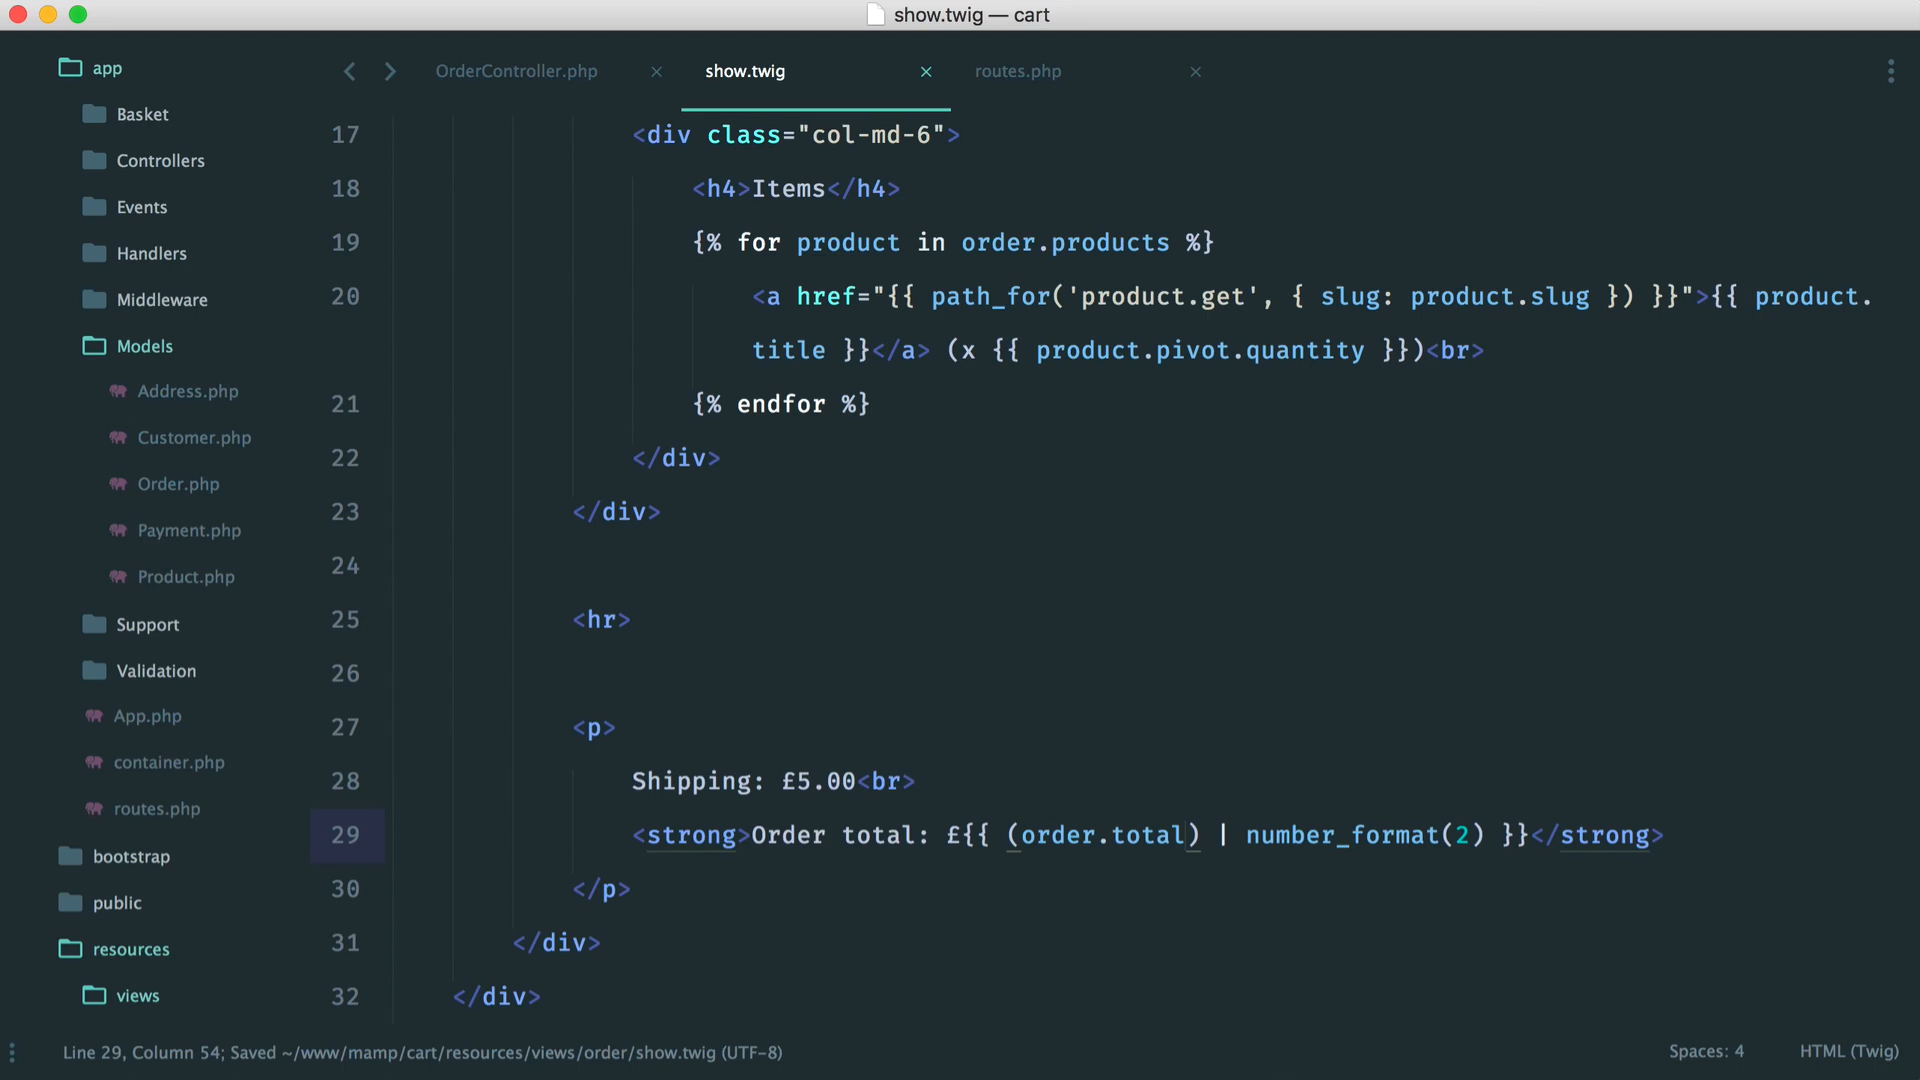 show.twig — cart
app
Basket
Controllers
Events
Handlers
Middleware
Models
Address.php
Customer.php
Order.php
Payment.php
Product.php
Support
Validation
App.php
container.php
routes.php
bootstrap
public
resources
views
OrderController.php
show.twig
routes.php
17 <div class="col-md-6">
18 <h4>Items</h4>
19 {% for product in order.products %}
20 <a href="{{ path_for('product.get', { slug: product.slug }) }}">{{ product.
title }}</a> (x {{ product.pivot.quantity }})<br>
21 {% endfor %}
22 </div>
23 </div>
24
25 <hr>
26
27 <p>
28 Shipping: £5.00<br>
29 <strong>Order total: £{{ (order.total) | number_format(2) }}</strong>
30 </p>
31 </div>
32 </div>
Line 29, Column 54; Saved ~/www/mamp/cart/resources/views/order/show.twig (UTF-8)
Spaces: 4
HTML (Twig)